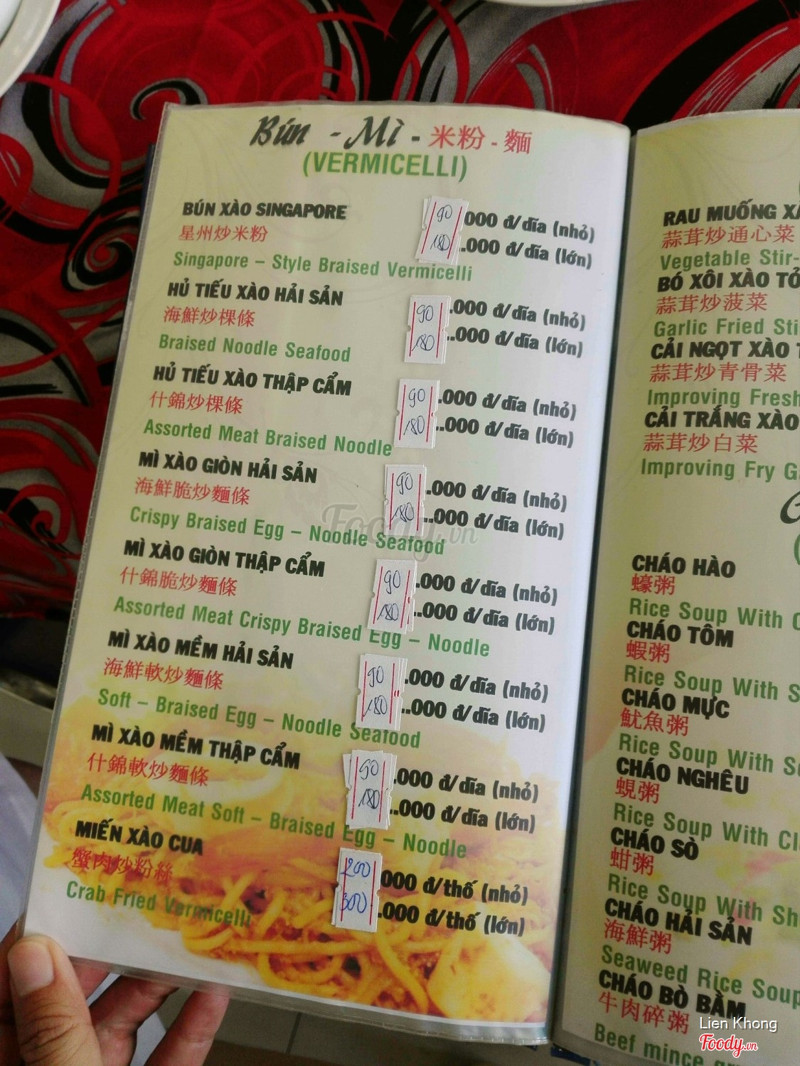 Bún - Mì - 米粉 - 麵
(VERMICELLI)
BÚN XÀO SINGAPORE 90 000 đ/dĩa (nhỏ)
星州炒米粉 180 ..000 đ/dĩa (lớn)
Singapore – Style Braised Vermicelli
HỦ TIẾU XÀO HẢI SẢN 90 .000 đ/dĩa (nhỏ)
海鮮炒粿條 180 ..000 đ/dĩa (lớn)
Braised Noodle Seafood
HỦ TIẾU XÀO THẬP CẨM 90 .000 đ/dĩa (nhỏ)
什錦炒粿條 180 ..000 đ/dĩa (lớn)
Assorted Meat Braised Noodle
MÌ XÀO GIÒN HẢI SẢN 90 .000 đ/dĩa (nhỏ)
海鮮脆炒麵條 180 ..000 đ/dĩa (lớn)
Crispy Braised Egg – Noodle Seafood
MÌ XÀO GIÒN THẬP CẨM 90 .000 đ/dĩa (nhỏ)
什錦脆炒麵條 180 ..000 đ/dĩa (lớn)
Assorted Meat Crispy Braised Egg – Noodle
MÌ XÀO MỀM HẢI SẢN 90 .000 đ/dĩa (nhỏ)
海鮮軟炒麵條 180 ..000 đ/dĩa (lớn)
Soft – Braised Egg – Noodle Seafood
MÌ XÀO MỀM THẬP CẨM 90 .000 đ/dĩa (nhỏ)
什錦軟炒麵條 180 ..000 đ/dĩa (lớn)
Assorted Meat Soft – Braised Egg – Noodle
MIẾN XÀO CUA 200 000 đ/thố (nhỏ)
蟹肉炒粉絲 300 .000 đ/thố (lớn)
Crab Fried Vermicelli
RAU MUỐNG
蒜茸炒通心菜
Vegetable Stir-
BÓ XÔI XÀO
蒜茸炒菠菜
Garlic Fried
CẢI NGỌT XÀO
蒜茸炒青骨菜
Improving Fresh
CẢI TRẮNG XÀO
蒜茸炒白菜
Improving Fry
CHÁO HÀO
蠔粥
Rice Soup With
CHÁO TÔM
蝦粥
Rice Soup With
CHÁO MỰC
魷魚粥
Rice Soup With
CHÁO NGHÊU
蜆粥
Rice Soup With
CHÁO SÒ
蚶粥
Rice Soup With
CHÁO HẢI SẢN
海鮮粥
Seaweed Rice Soup
CHÁO BÒ BẰM
牛肉碎粥
Beef mince
Foody.vn
Lien Khong
Foody.vn